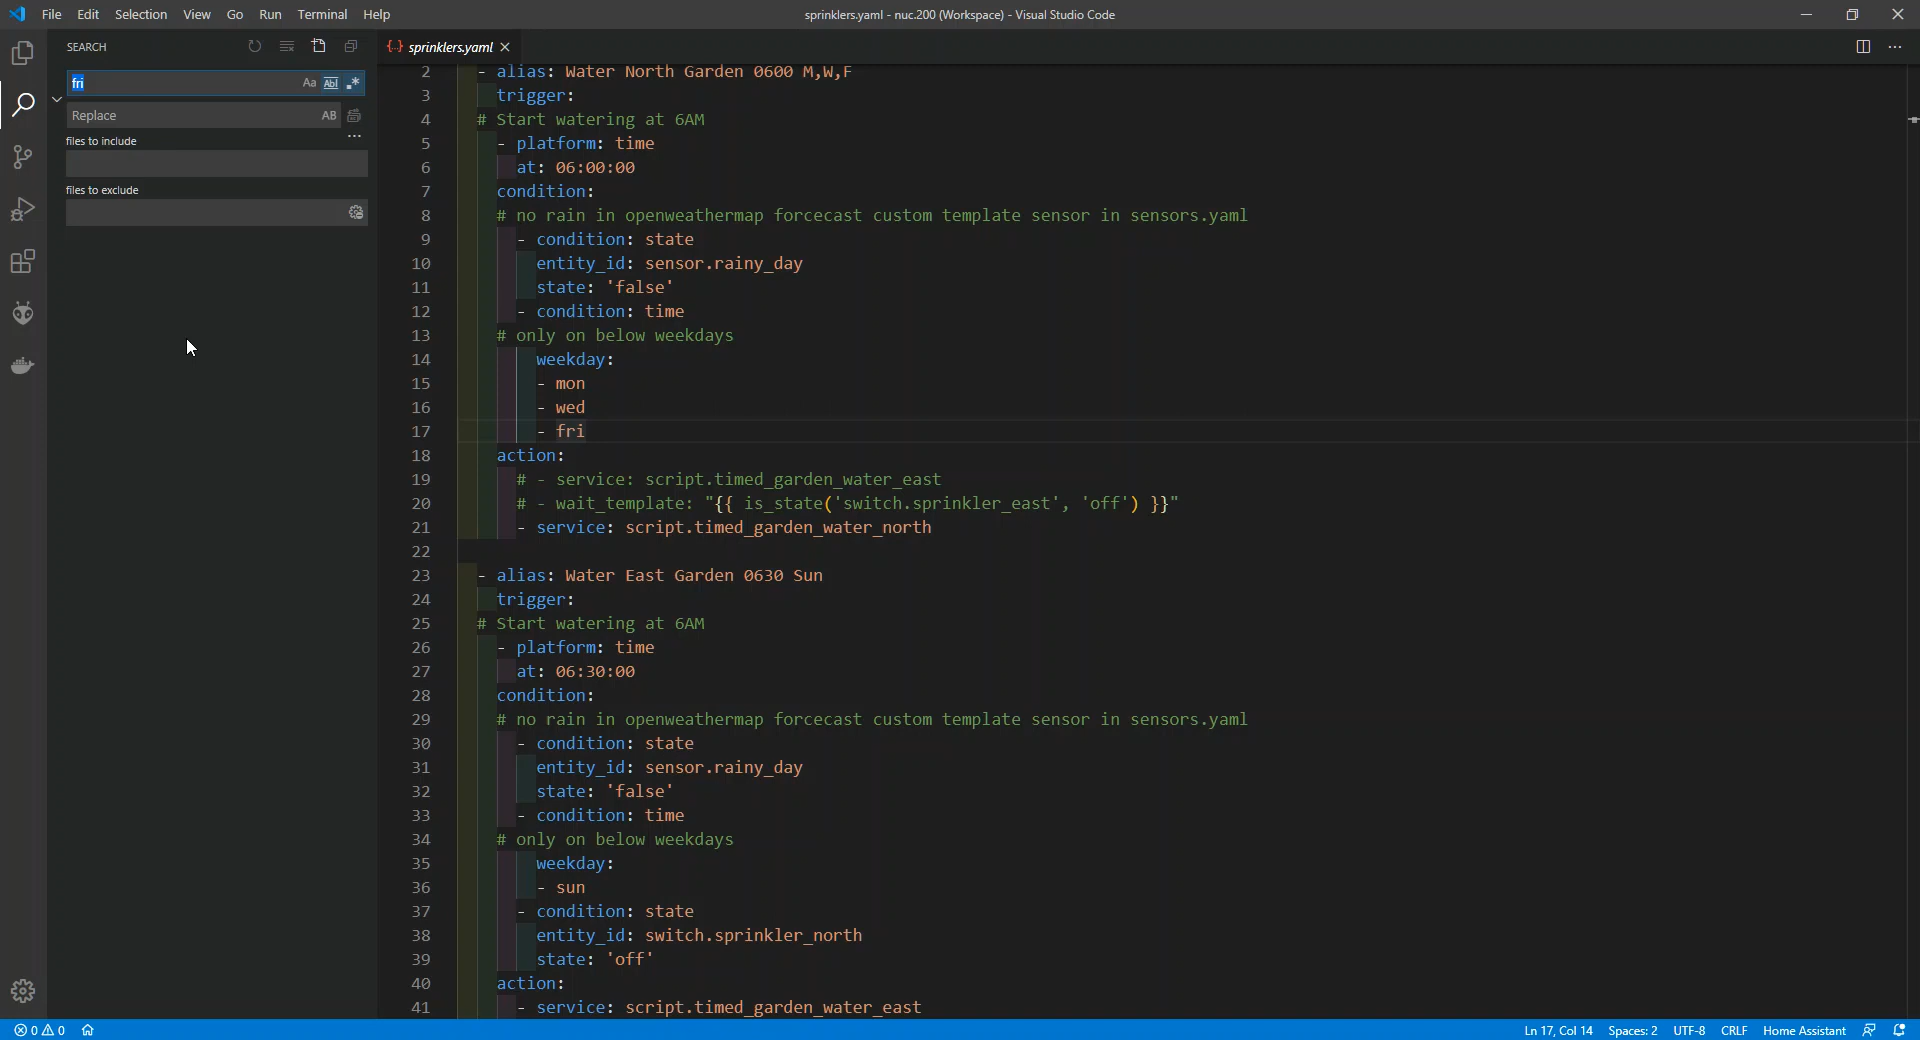 File Edit Selection View Go Run Terminal Help
sprinklers.yaml - nuc.200 (Workspace) - Visual Studio Code
SEARCH
fri
Aa Abl .*
Replace
AB
...
files to include
files to exclude
{..} sprinklers.yaml
2 - alias: Water North Garden 0600 M,W,F
3 trigger:
4 # Start watering at 6AM
5 - platform: time
6 at: 06:00:00
7 condition:
8 # no rain in openweathermap forcecast custom template sensor in sensors.yaml
9 - condition: state
10 entity_id: sensor.rainy_day
11 state: 'false'
12 - condition: time
13 # only on below weekdays
14 weekday:
15 - mon
16 - wed
17 - fri
18 action:
19 # - service: script.timed_garden_water_east
20 # - wait_template: "{{ is_state('switch.sprinkler_east', 'off') }}"
21 - service: script.timed_garden_water_north
22
23 - alias: Water East Garden 0630 Sun
24 trigger:
25 # Start watering at 6AM
26 - platform: time
27 at: 06:30:00
28 condition:
29 # no rain in openweathermap forcecast custom template sensor in sensors.yaml
30 - condition: state
31 entity_id: sensor.rainy_day
32 state: 'false'
33 - condition: time
34 # only on below weekdays
35 weekday:
36 - sun
37 - condition: state
38 entity_id: switch.sprinkler_north
39 state: 'off'
40 action:
41 - service: script.timed_garden_water_east
0 0
Ln 17, Col 14 Spaces: 2 UTF-8 CRLF Home Assistant